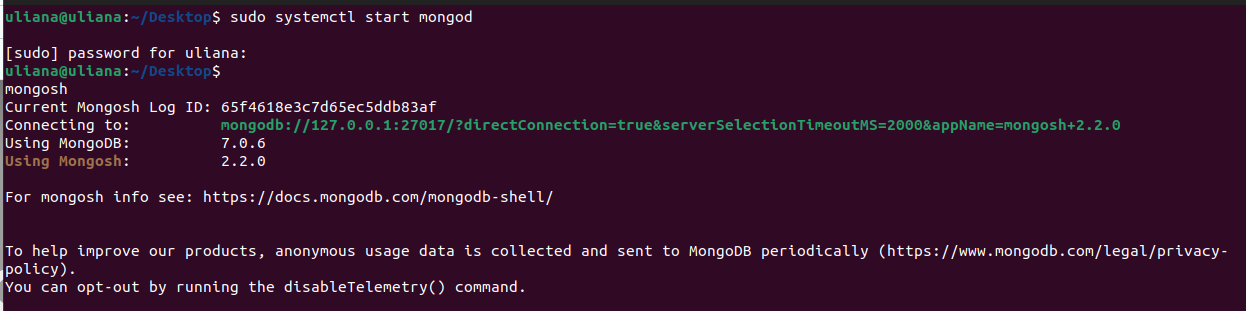 uliana@uliana:~/Desktop$ sudo systemctl start mongod
[sudo] password for uliana:
uliana@uliana:~/Desktop$
mongosh
Current Mongosh Log ID: 65f4618e3c7d65ec5ddb83af
Connecting to: mongodb://127.0.0.1:27017/?directConnection=true&serverSelectionTimeoutMS=2000&appName=mongosh+2.2.0
Using MongoDB: 7.0.6
Using Mongosh: 2.2.0
For mongosh info see: https://docs.mongodb.com/mongodb-shell/
To help improve our products, anonymous usage data is collected and sent to MongoDB periodically (https://www.mongodb.com/legal/privacy-
policy).
You can opt-out by running the disableTelemetry() command.